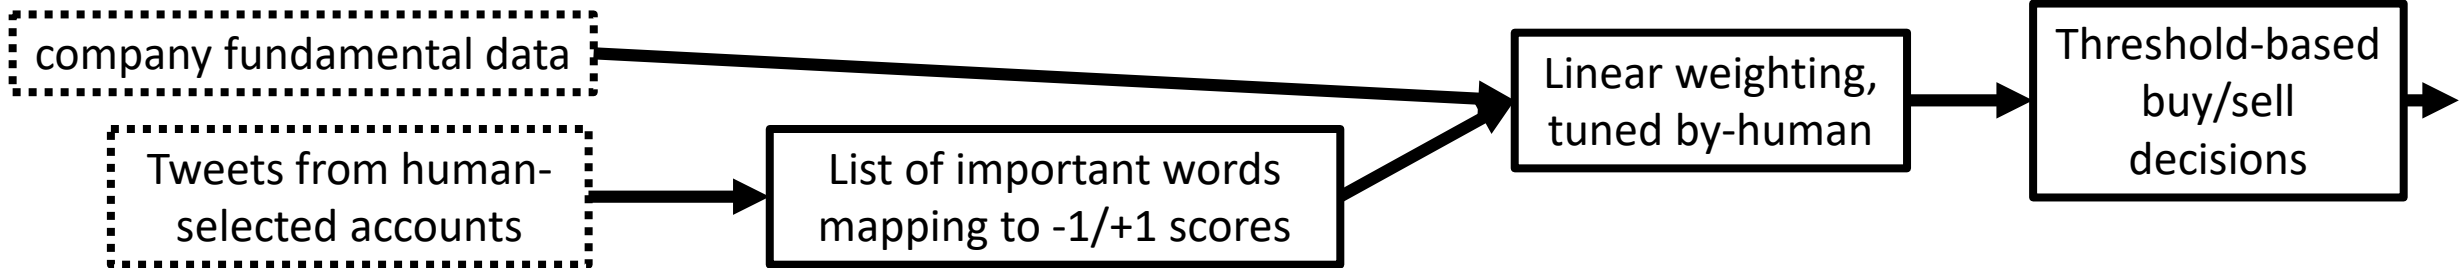 company fundamental data
Tweets from human-
selected accounts
List of important words
mapping to -1/+1 scores
Linear weighting,
tuned by-human
Threshold-based
buy/sell
decisions